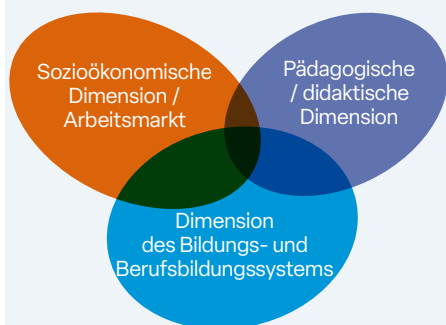 Sozioökonomische
Dimension /
Arbeitsmarkt
Pädagogische
/ didaktische
Dimension
Dimension
des Bildungs- und
Berufsbildungssystems